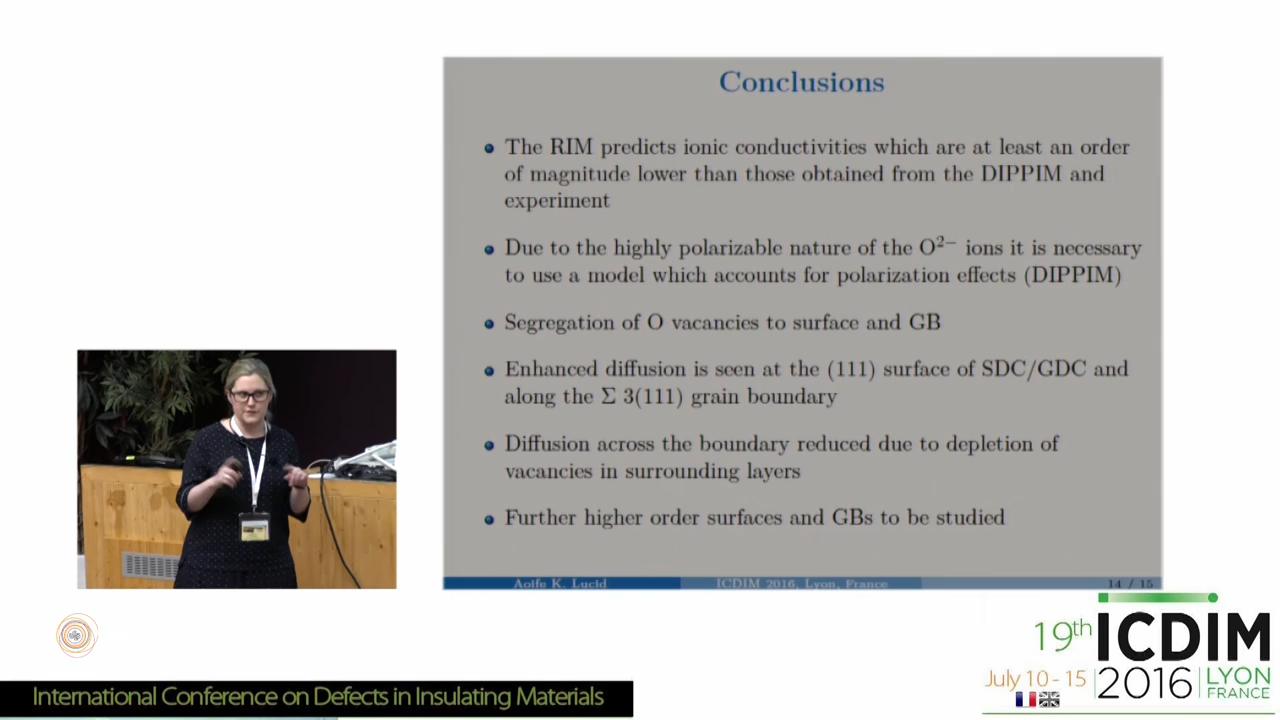 Conclusions
The RIM predicts ionic conductivities which are at least an order
of magnitude lower than those obtained from the DIPPIM and
experiment
Due to the highly polarizable nature of the O²⁻ ions it is necessary
to use a model which accounts for polarization effects (DIPPIM)
Segregation of O vacancies to surface and GB
Enhanced diffusion is seen at the (111) surface of SDC/GDC and
along the Σ 3(111) grain boundary
Diffusion across the boundary reduced due to depletion of
vacancies in surrounding layers
Further higher order surfaces and GBs to be studied
Aoife K. Lucid ICDIM 2016, Lyon, France 14 / 15
19th ICDIM
July 10 - 15 2016 LYON
FRANCE
International Conference on Defects in Insulating Materials